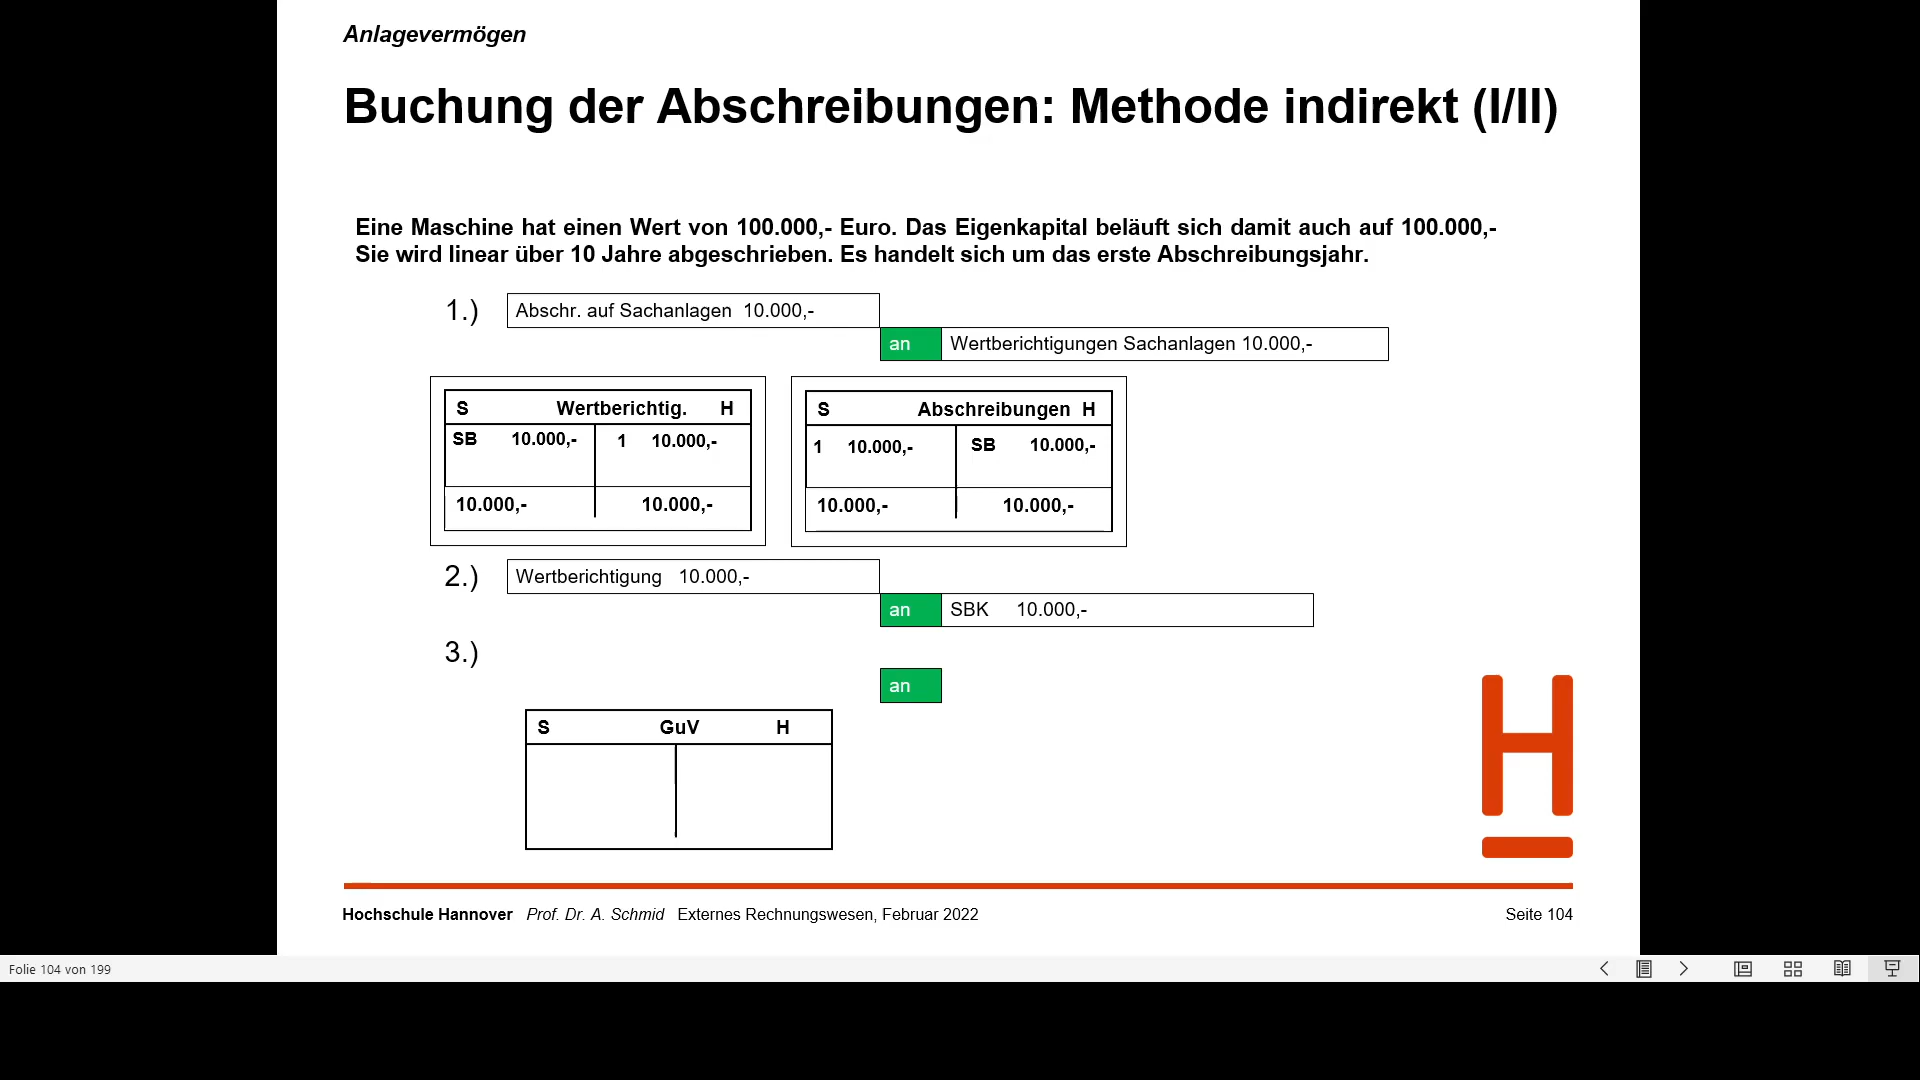 Anlagevermögen
Buchung der Abschreibungen: Methode indirekt (I/II)
Eine Maschine hat einen Wert von 100.000,- Euro. Das Eigenkapital beläuft sich damit auch auf 100.000,-
Sie wird linear über 10 Jahre abgeschrieben. Es handelt sich um das erste Abschreibungsjahr.
1.) Abschr. auf Sachanlagen 10.000,-
an Wertberichtigungen Sachanlagen 10.000,-
S Wertberichtig. H
SB 10.000,- 1 10.000,-
10.000,- 10.000,-
S Abschreibungen H
1 10.000,- SB 10.000,-
10.000,- 10.000,-
2.) Wertberichtigung 10.000,-
an SBK 10.000,-
3.)
an
S GuV H
H
Hochschule Hannover Prof. Dr. A. Schmid Externes Rechnungswesen, Februar 2022 Seite 104
Folie 104 von 199